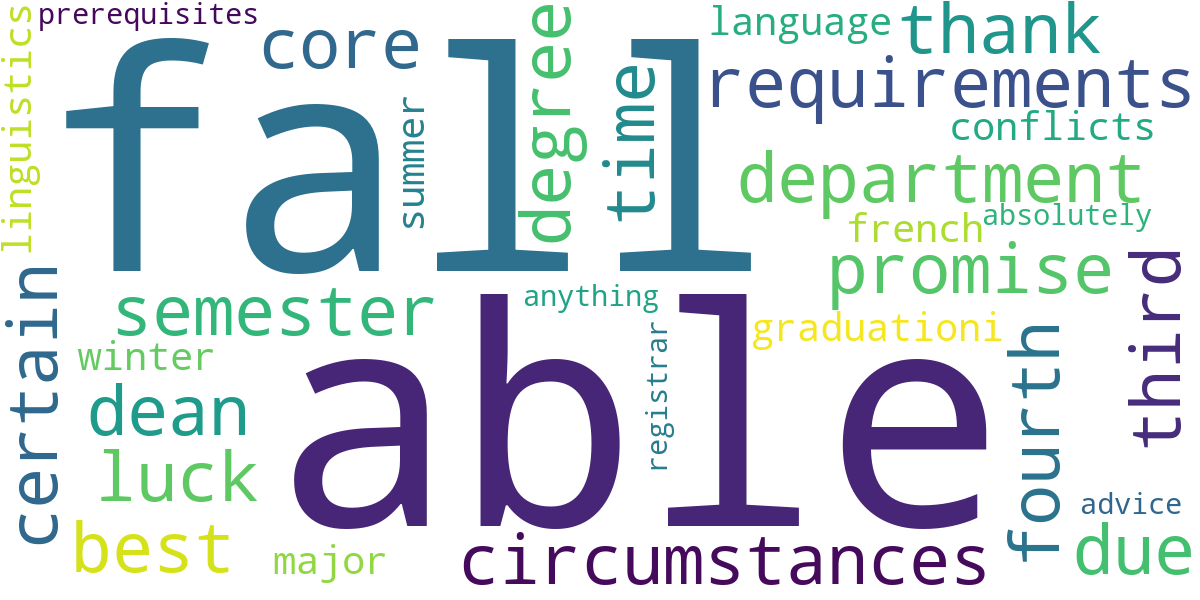 prerequisites
linguistics
fall
core
summer
degree
time
language
thank
requirements
conflicts
department
french
absolutely
promise
third
certain
semester
anything
graduationi
winter
able
registrar
fourth
dean
luck
best
major
circumstances
advice
due